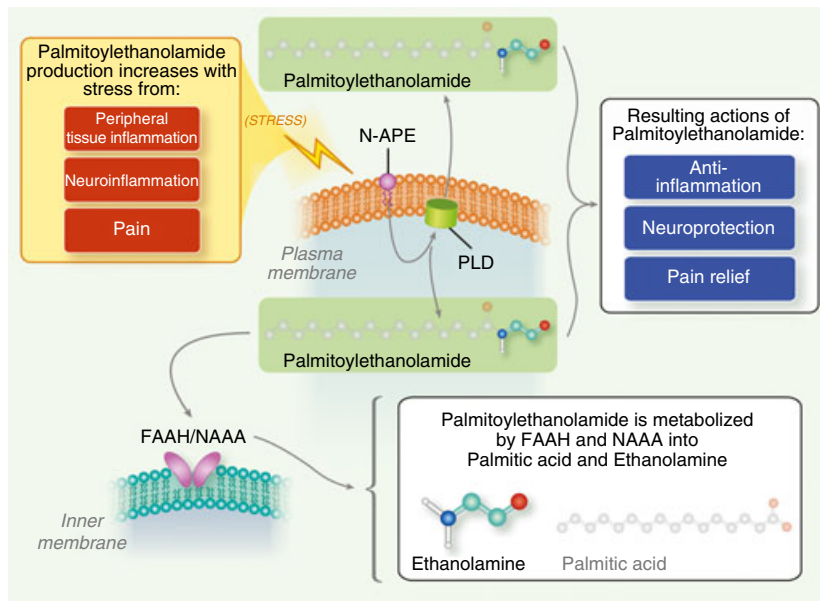 Palmitoylethanolamide
production increases with
stress from:
Peripheral
tissue inflammation
Neuroinflammation
Pain
(STRESS)
Palmitoylethanolamide
N-APE
Plasma
membrane
PLD
Resulting actions of
Palmitoylethanolamide:
Anti-
inflammation
Neuroprotection
Pain relief
Palmitoylethanolamide
FAAH/NAAA
Inner
membrane
Palmitoylethanolamide is metabolized
by FAAH and NAAA into
Palmitic acid and Ethanolamine
Ethanolamine
Palmitic acid